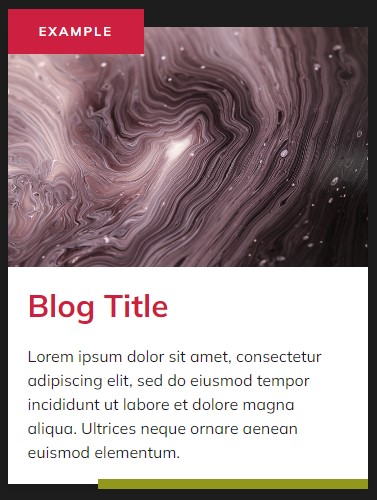 EXAMPLE
Blog Title
Lorem ipsum dolor sit amet, consectetur
adipiscing elit, sed do eiusmod tempor
incididunt ut labore et dolore magna
aliqua. Ultrices neque ornare aenean
euismod elementum.